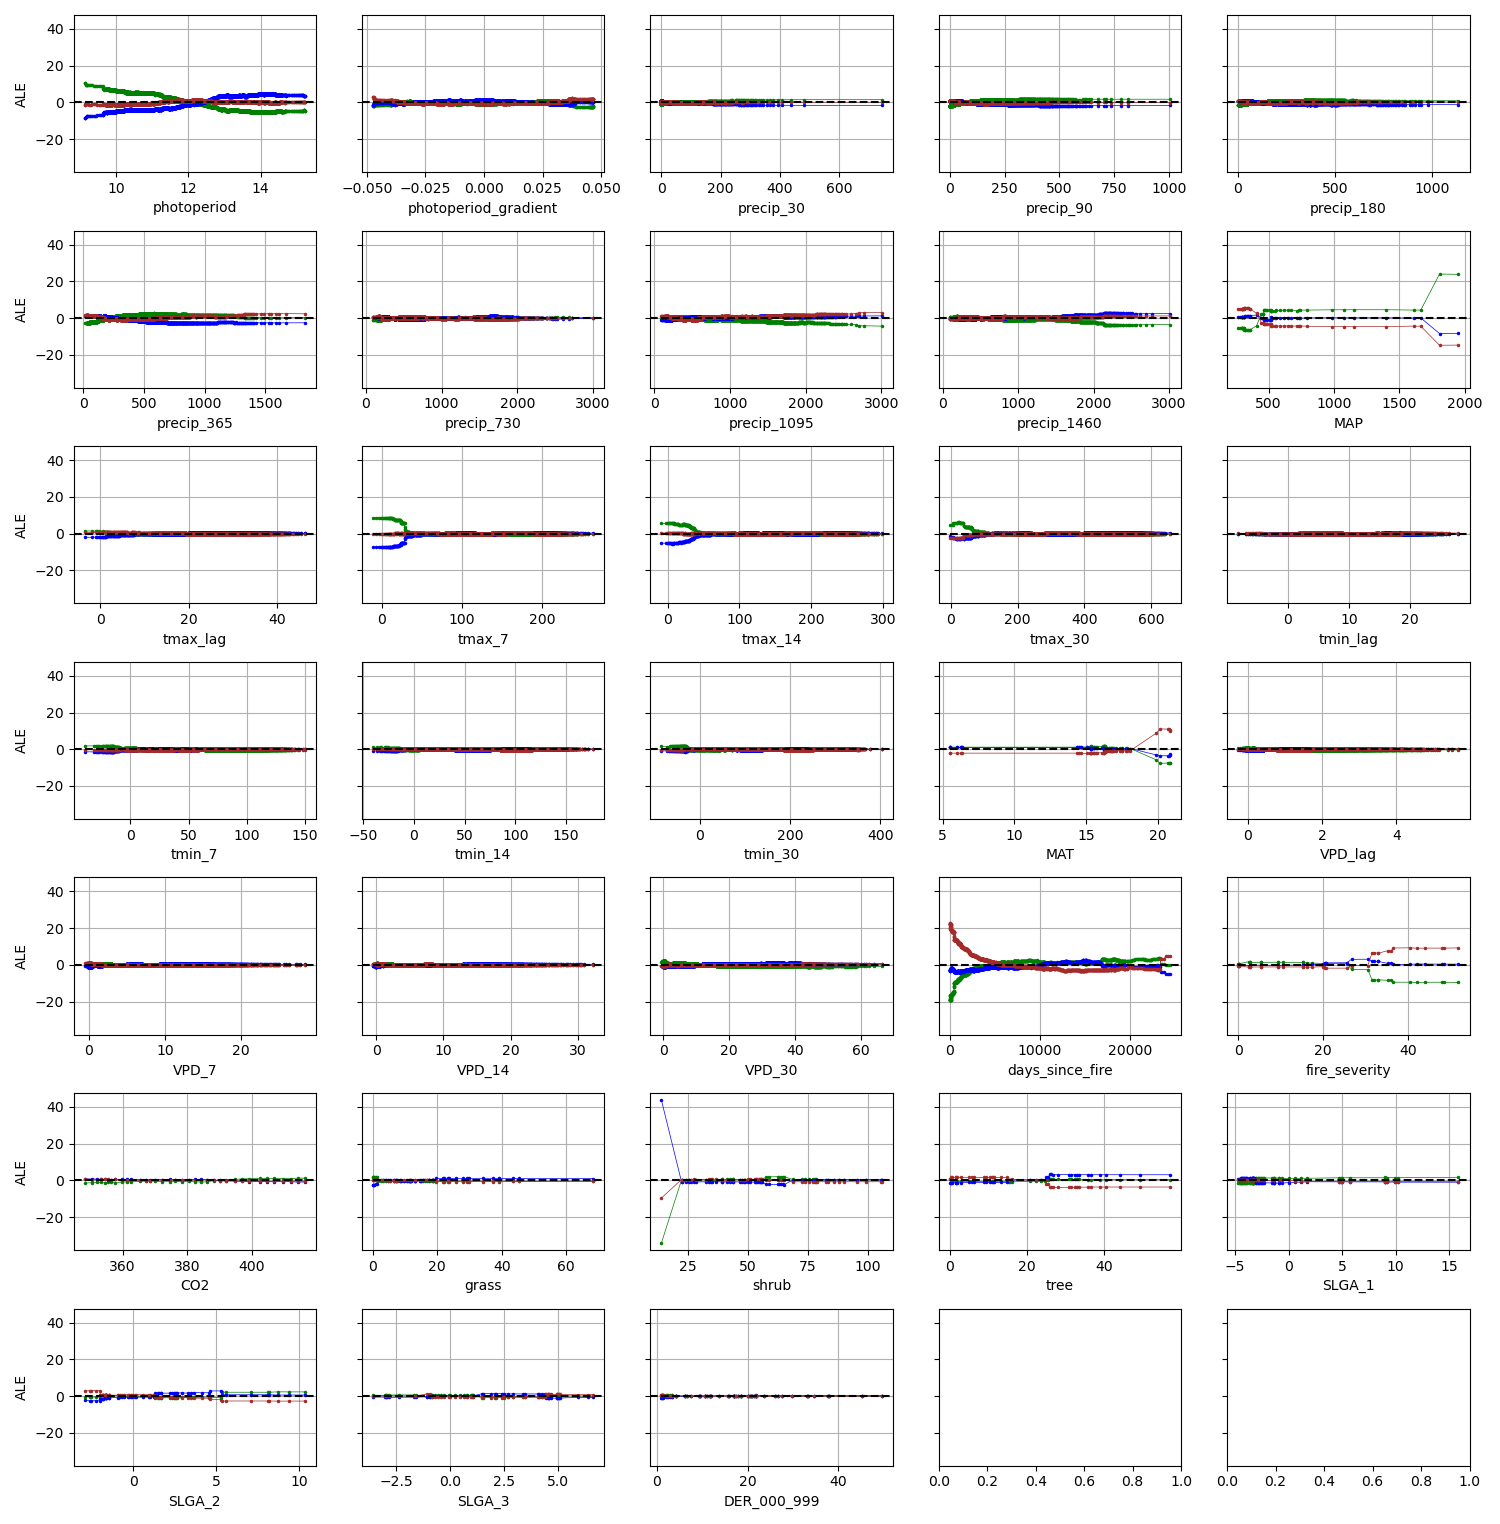 40
20
0
−20
ALE
10 12 14
photoperiod
−0.050 −0.025 0.000 0.025 0.050
photoperiod_gradient
0 200 400 600
precip_30
0 250 500 750 1000
precip_90
0 500 1000
precip_180
40
20
0
−20
ALE
0 500 1000 1500
precip_365
0 1000 2000 3000
precip_730
0 1000 2000 3000
precip_1095
0 1000 2000 3000
precip_1460
500 1000 1500 2000
MAP
40
20
0
−20
ALE
0 20 40
tmax_lag
0 100 200
tmax_7
0 100 200 300
tmax_14
0 200 400 600
tmax_30
0 20
tmin_lag
40
20
0
−20
ALE
0 50 100 150
tmin_7
−50 0 50 100 150
tmin_14
0 200 400
tmin_30
5 10 15 20
MAT
0 2 4
VPD_lag
40
20
0
−20
ALE
0 10 20
VPD_7
0 10 20 30
VPD_14
0 20 40 60
VPD_30
0 10000 20000
days_since_fire
0 20 40
fire_severity
40
20
0
−20
ALE
360 380 400
CO2
0 20 40 60
grass
25 50 75 100
shrub
0 20 40
tree
−5 0 5 10 15
SLGA_1
40
20
0
−20
ALE
0 5 10
SLGA_2
−2.5 0.0 2.5 5.0
SLGA_3
0 20 40
DER_000_999
0.0 0.2 0.4 0.6 0.8 1.0
0.0 0.2 0.4 0.6 0.8 1.0